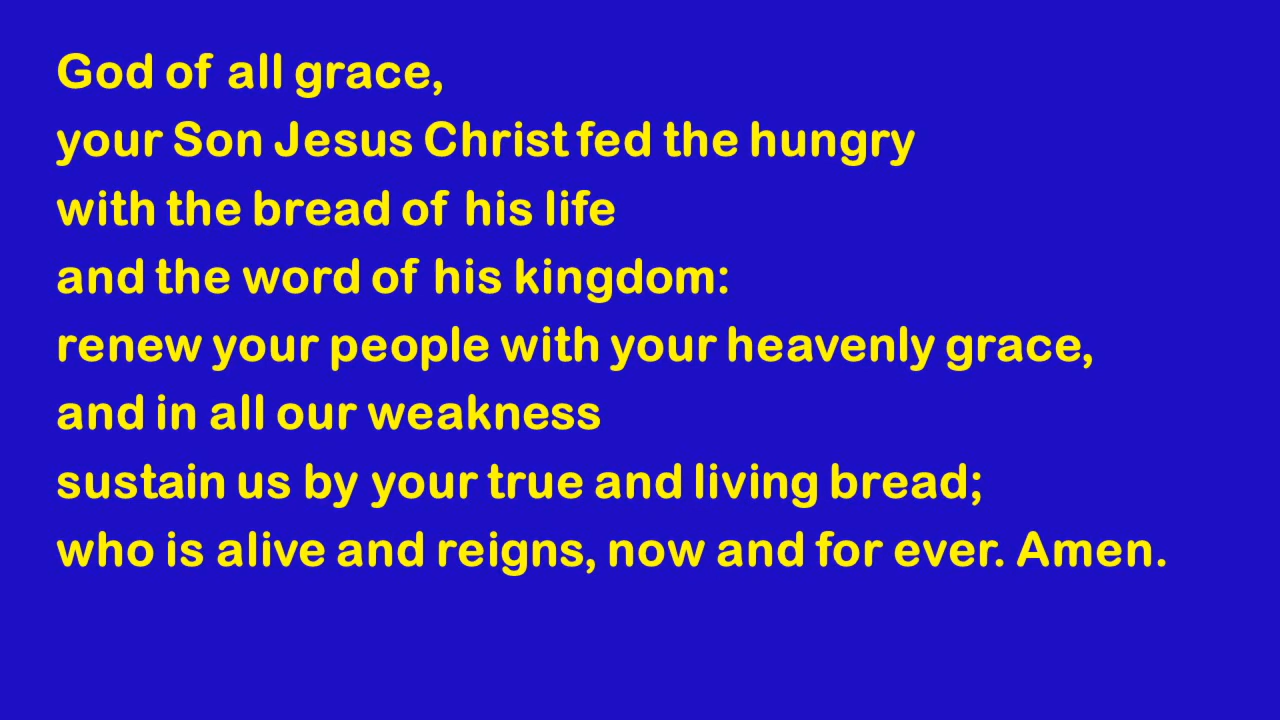 God of all grace,
your Son Jesus Christ fed the hungry
with the bread of his life
and the word of his kingdom:
renew your people with your heavenly grace,
and in all our weakness
sustain us by your true and living bread;
who is alive and reigns, now and for ever. Amen.